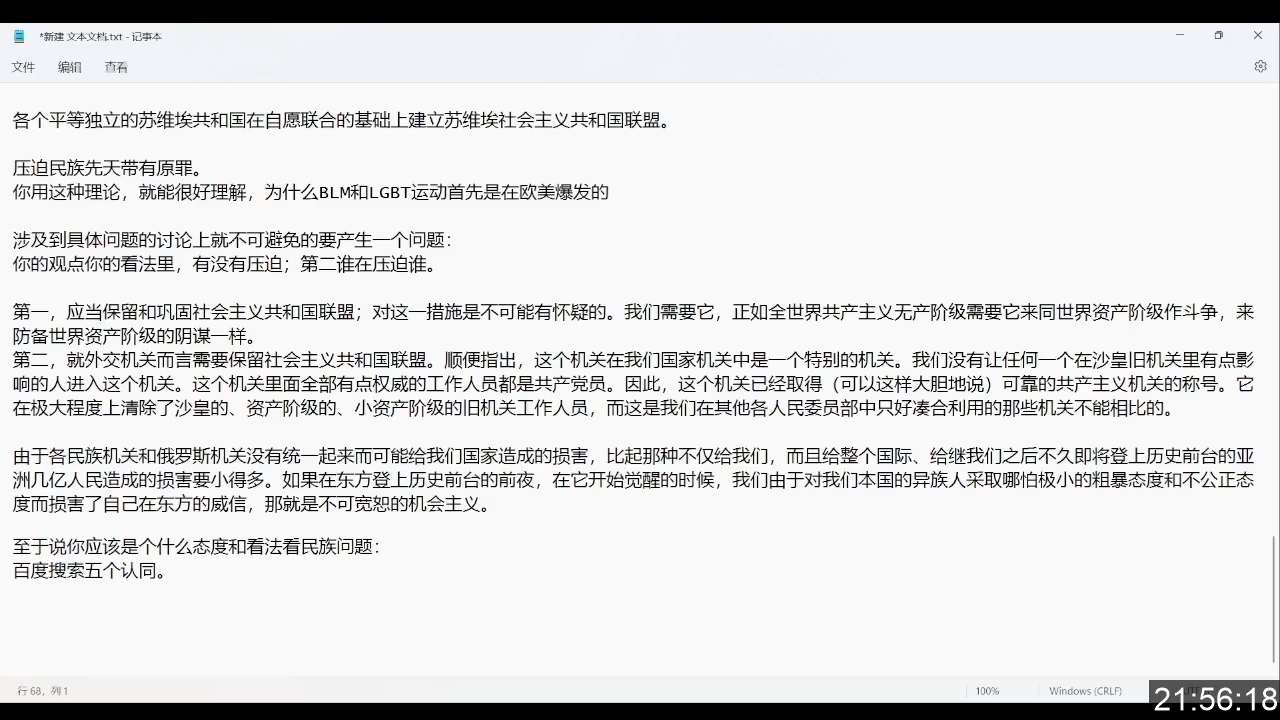 *新建 文本文档.txt - 记事本
文件 编辑 查看
各个平等独立的苏维埃共和国在自愿联合的基础上建立苏维埃社会主义共和国联盟。
压迫民族先天带有原罪。
你用这种理论，就能很好理解，为什么BLM和LGBT运动首先是在欧美爆发的
涉及到具体问题的讨论上就不可避免的要产生一个问题：
你的观点你的看法里，有没有压迫；第二谁在压迫谁。
第一，应当保留和巩固社会主义共和国联盟；对这一措施是不可能有怀疑的。我们需要它，正如全世界共产主义无产阶级需要它来同世界资产阶级作斗争，来
防备世界资产阶级的阴谋一样。
第二，就外交机关而言需要保留社会主义共和国联盟。顺便指出，这个机关在我们国家机关中是一个特别的机关。我们没有让任何一个在沙皇旧机关里有点影
响的人进入这个机关。这个机关里面全部有点权威的工作人员都是共产党员。因此，这个机关已经取得（可以这样大胆地说）可靠的共产主义机关的称号。它
在极大程度上清除了沙皇的、资产阶级的、小资产阶级的旧机关工作人员，而这是我们在其他各人民委员部中只好凑合利用的那些机关不能相比的。
由于各民族机关和俄罗斯机关没有统一起来而可能给我们国家造成的损害，比起那种不仅给我们，而且给整个国际、给继我们之后不久即将登上历史前台的亚
洲几亿人民造成的损害要小得多。如果在东方登上历史前台的前夜，在它开始觉醒的时候，我们由于对我们本国的异族人采取哪怕极小的粗暴态度和不公正态
度而损害了自己在东方的威信，那就是不可宽恕的机会主义。
至于说你应该是个什么态度和看法看民族问题：
百度搜索五个认同。
行 68，列 1 100% Windows (CRLF)
21:56:18